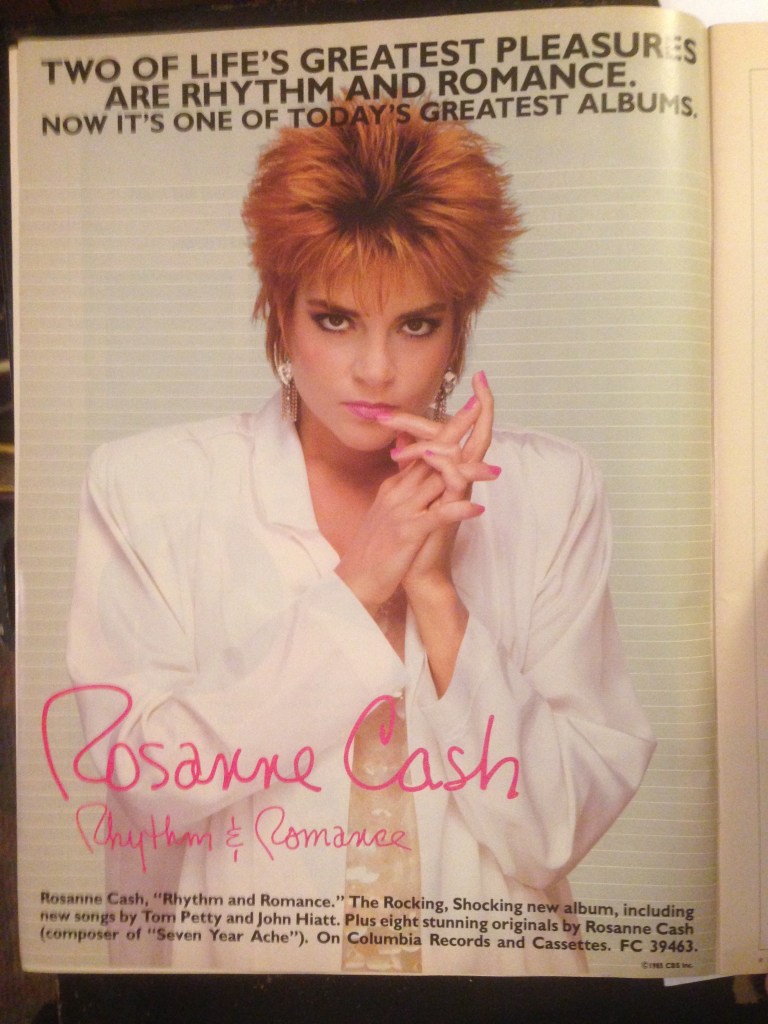 TWO OF LIFE'S GREATEST PLEASURES
ARE RHYTHM AND ROMANCE.
NOW IT'S ONE OF TODAY'S GREATEST ALBUMS.
Rosanne Cash
Rhythm & Romance
Rosanne Cash, "Rhythm and Romance." The Rocking, Shocking new album, including
new songs by Tom Petty and John Hiatt. Plus eight stunning originals by Rosanne Cash
(composer of "Seven Year Ache"). On Columbia Records and Cassettes. FC 39463.
©1985 CBS Inc.